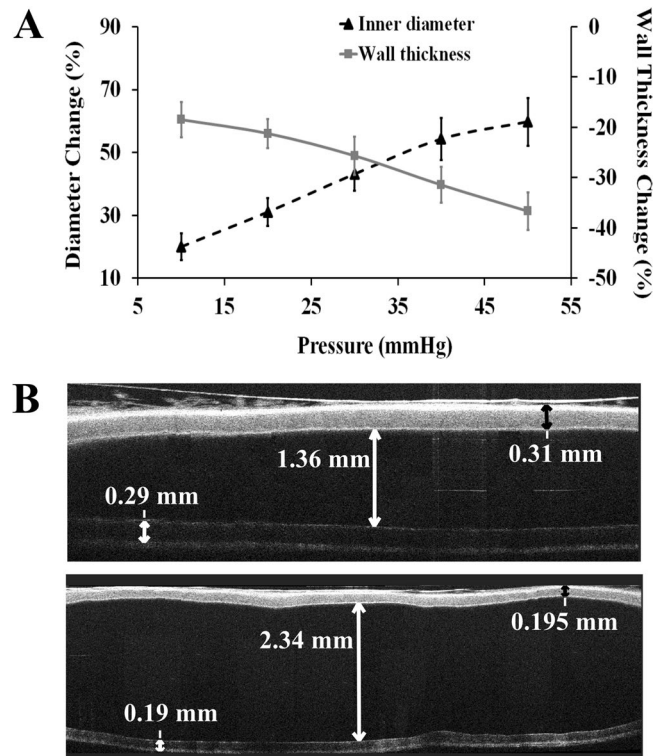 A
Inner diameter
Wall thickness
Diameter Change (%)
90
70
50
30
10
Wall Thickness Change (%)
0
-10
-20
-30
-40
-50
5
15
25
35
45
55
Pressure (mmHg)
B
1.36 mm
0.31 mm
0.29 mm
2.34 mm
0.195 mm
0.19 mm